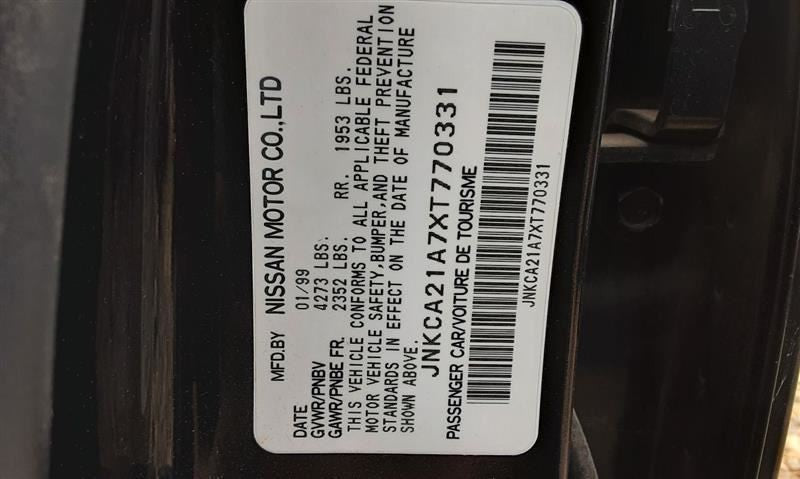 MFD.BY NISSAN MOTOR CO.,LTD
DATE 01/99
GVWR/PNBV 4273 LBS.
GAWR/PNBE FR. 2352 LBS. RR. 1953 LBS.
THIS VEHICLE CONFORMS TO ALL APPLICABLE FEDERAL
MOTOR VEHICLE SAFETY,BUMPER,AND THEFT PREVENTION
STANDARDS IN EFFECT ON THE DATE OF MANUFACTURE
SHOWN ABOVE.
JNKCA21A7XT770331
PASSENGER CAR/VOITURE DE TOURISME
JNKCA21A7XT770331